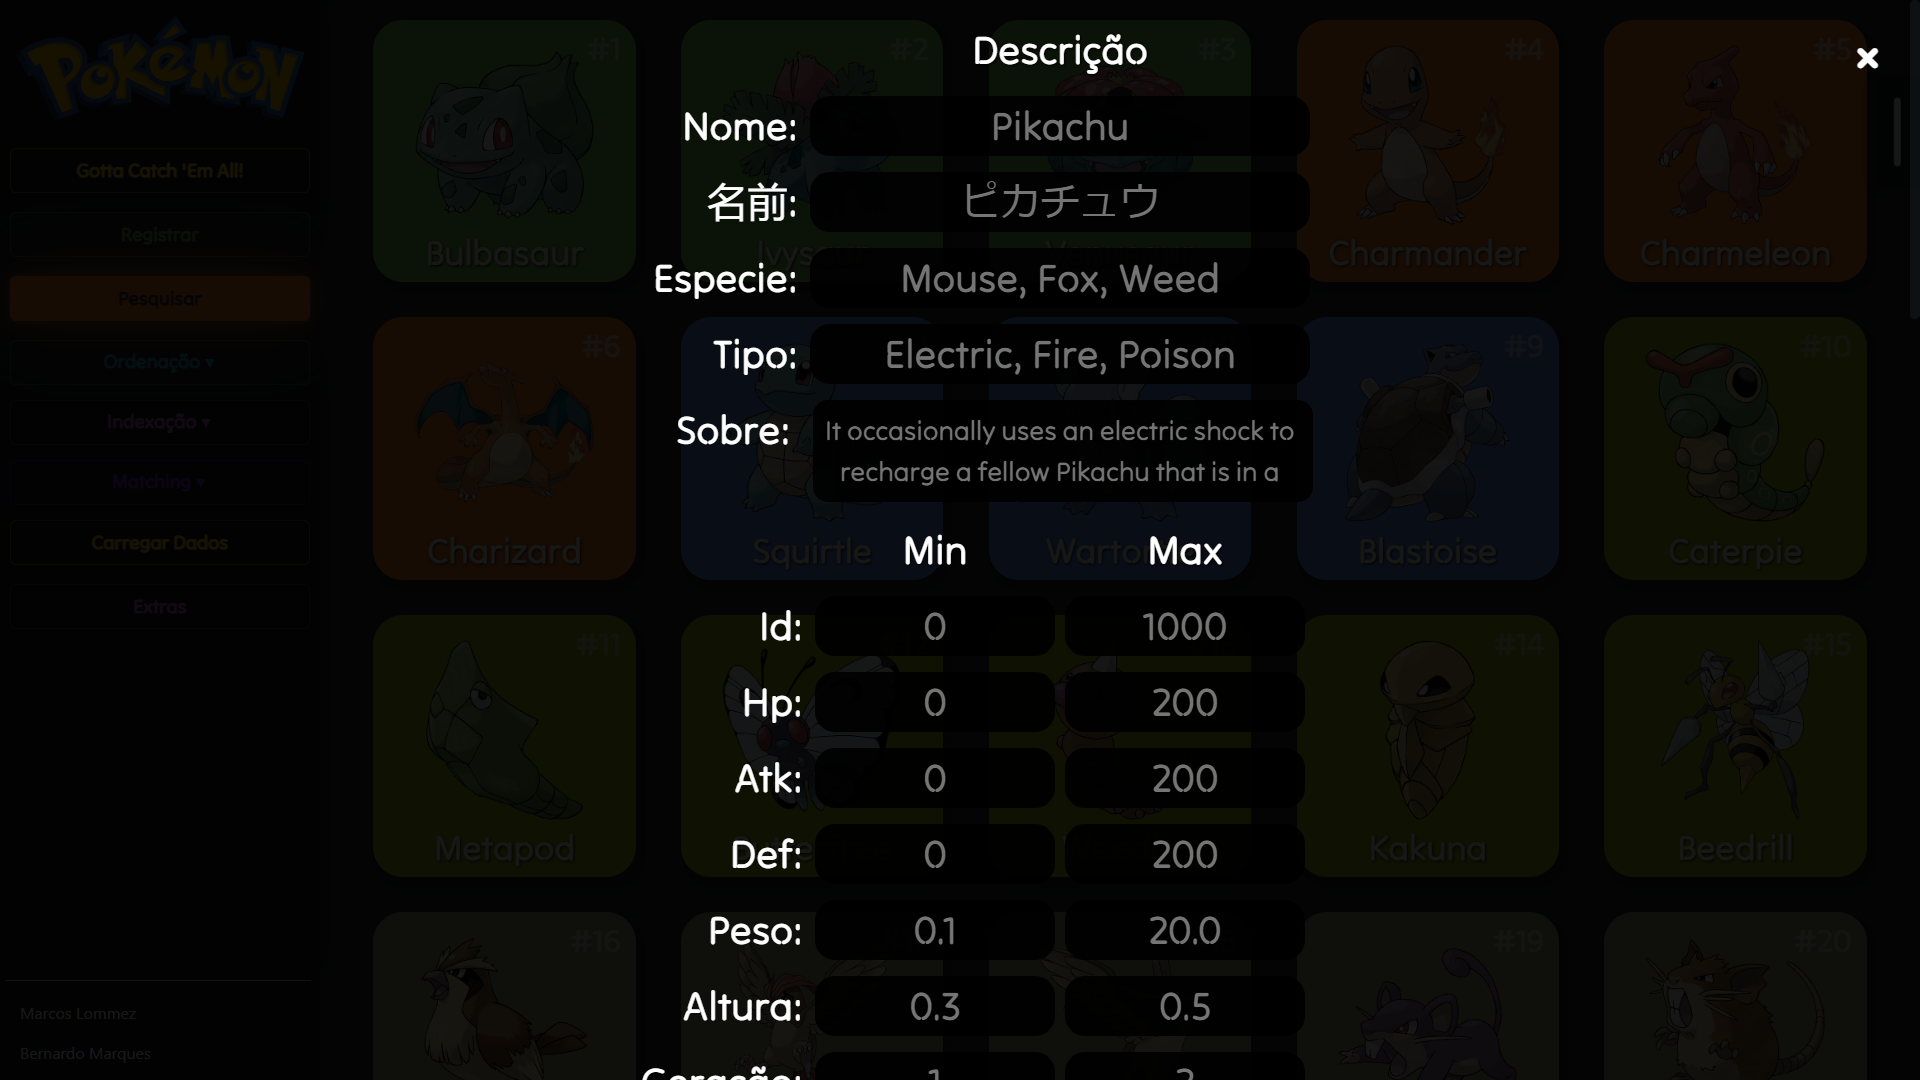 POKéMON
Gotta Catch 'Em All!
Registrar
Pesquisar
Ordenação ▾
Indexação ▾
Matching ▾
Carregar Dados
Extras
Marcos Lommez
Bernardo Marques
#1
Bulbasaur
#2
#3
#4
Charmander
#5
Charmeleon
#6
Charizard
Squirtle
#9
Blastoise
#10
Caterpie
#11
Metapod
#14
Kakuna
#15
Beedrill
#16
#19
#20
Descrição
Nome: Pikachu
名前: ピカチュウ
Especie: Mouse, Fox, Weed
Tipo: Electric, Fire, Poison
Sobre: It occasionally uses an electric shock to
recharge a fellow Pikachu that is in a
Min Max
Id: 0 1000
Hp: 0 200
Atk: 0 200
Def: 0 200
Peso: 0.1 20.0
Altura: 0.3 0.5